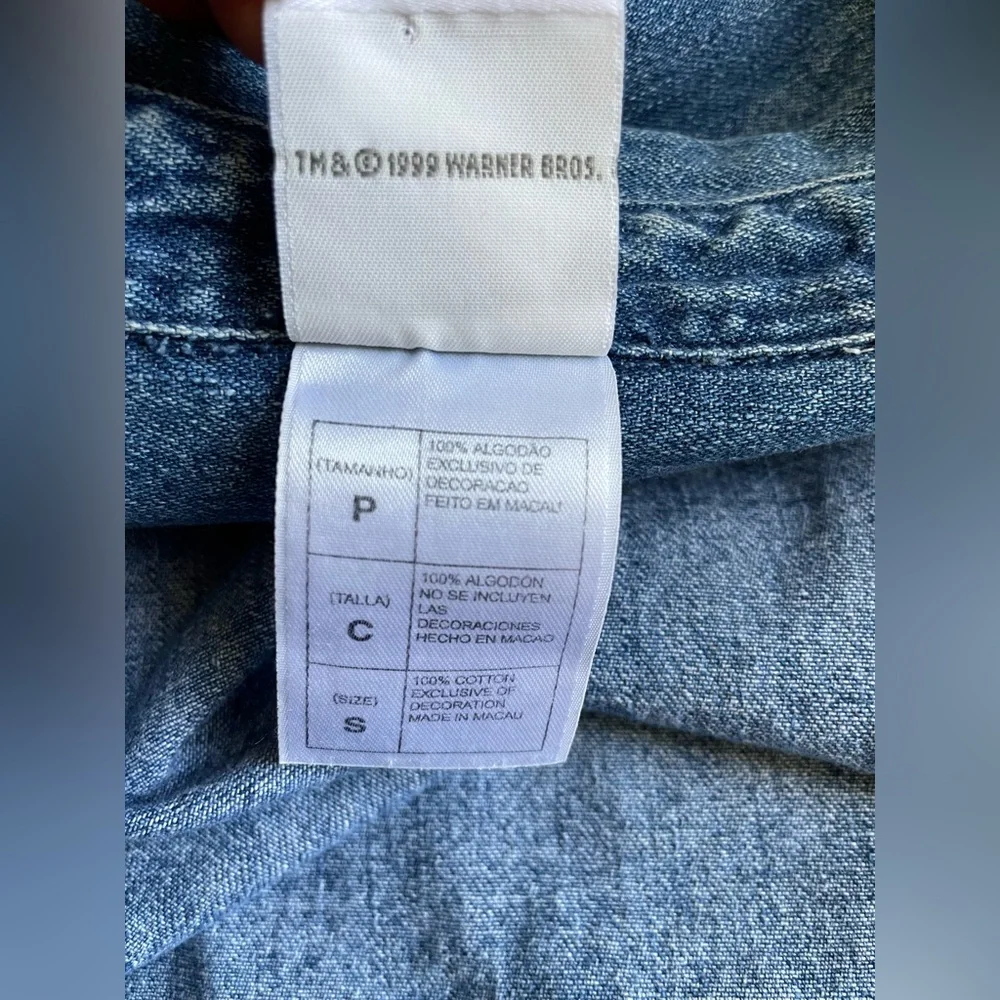 TM & © 1999 WARNER BROS.
(TAMANHO)
P
100% ALGODÃO
EXCLUSIVO DE
DECORACAO
FEITO EM MACAU
(TALLA)
C
100% ALGODON
NO SE INCLUYEN
LAS
DECORACIONES
HECHO EN MACAO
(SIZE)
S
100% COTTON
EXCLUSIVE OF
DECORATION
MADE IN MACAU